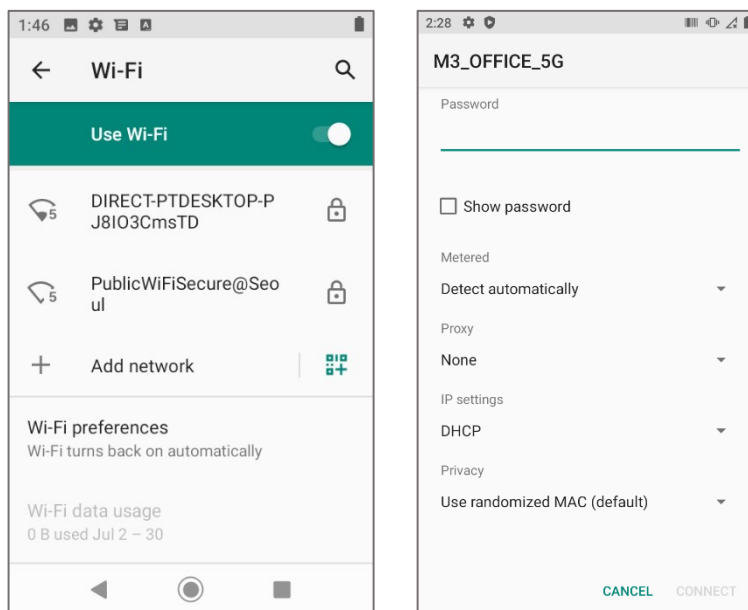 1:46
Wi-Fi
Use Wi-Fi
DIRECT-PTDESKTOP-P
J8IO3CmsTD
5
PublicWiFiSecure@Seo
ul
5
Add network
Wi-Fi preferences
Wi-Fi turns back on automatically
Wi-Fi data usage
0 B used Jul 2 – 30
2:28
M3_OFFICE_5G
Password
Show password
Metered
Detect automatically
Proxy
None
IP settings
DHCP
Privacy
Use randomized MAC (default)
CANCEL CONNECT